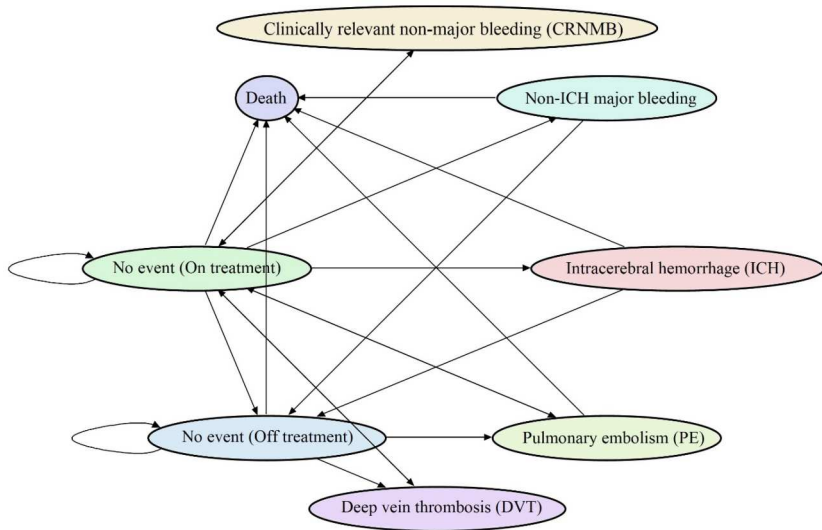 Clinically relevant non-major bleeding (CRNMB)
Death
Non-ICH major bleeding
No event (On treatment)
Intracerebral hemorrhage (ICH)
No event (Off treatment)
Pulmonary embolism (PE)
Deep vein thrombosis (DVT)